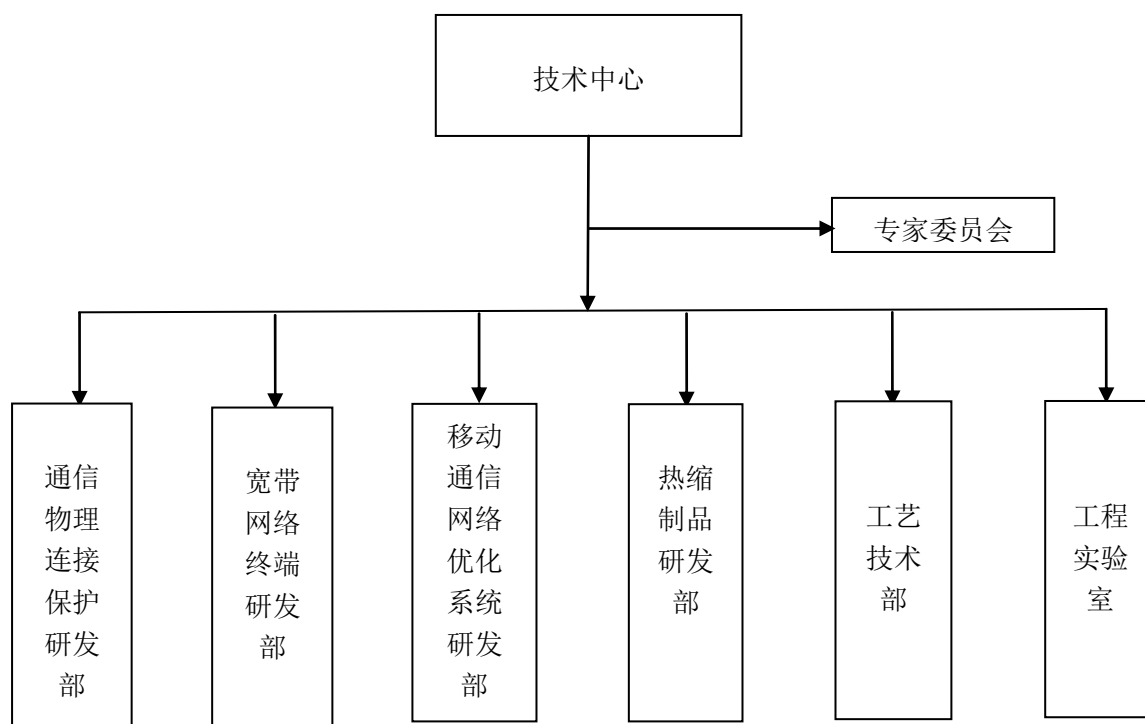 技术中心
专家委员会
通信
物理
连接
保护
研发
部
宽带
网络
终端
研发
部
移动
通信
网络
优化
系统
研发
部
热缩
制品
研发
部
工艺
技术
部
工程
实验
室